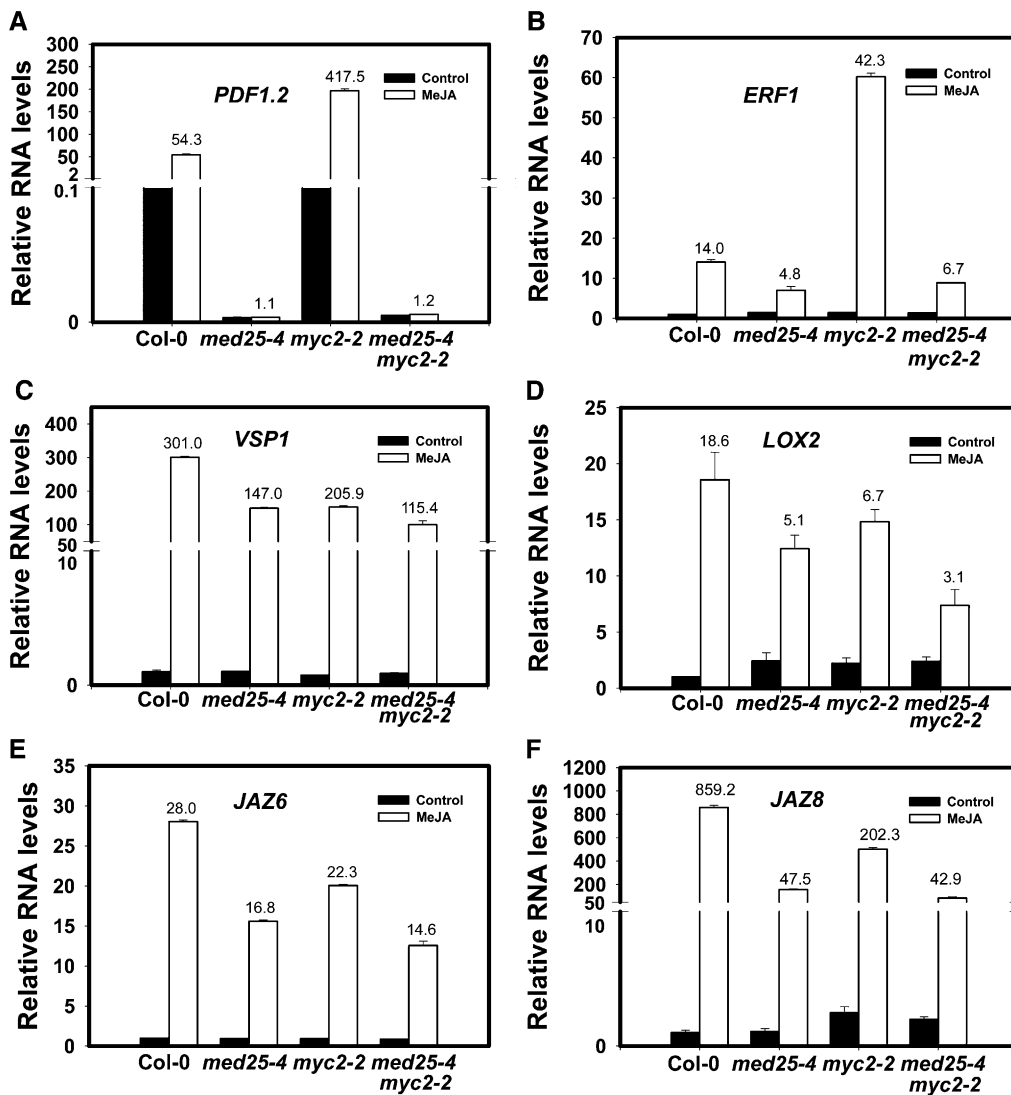 A
Relative RNA levels
300
250
200
150
100
50
2
0.1
0
PDF1.2
Control
MeJA
54.3
1.1
417.5
1.2
Col-0 med25-4 myc2-2 med25-4
myc2-2
B
Relative RNA levels
70
60
50
40
30
20
10
0
ERF1
Control
MeJA
14.0
4.8
42.3
6.7
Col-0 med25-4 myc2-2 med25-4
myc2-2
C
Relative RNA levels
400
300
200
100
50
10
0
VSP1
Control
MeJA
301.0
147.0
205.9
115.4
Col-0 med25-4 myc2-2 med25-4
myc2-2
D
Relative RNA levels
25
20
15
10
5
0
LOX2
Control
MeJA
18.6
5.1
6.7
3.1
Col-0 med25-4 myc2-2 med25-4
myc2-2
E
Relative RNA levels
35
30
25
20
15
10
5
0
JAZ6
Control
MeJA
28.0
16.8
22.3
14.6
Col-0 med25-4 myc2-2 med25-4
myc2-2
F
Relative RNA levels
1200
1000
800
600
400
200
50
10
0
JAZ8
Control
MeJA
859.2
47.5
202.3
42.9
Col-0 med25-4 myc2-2 med25-4
myc2-2